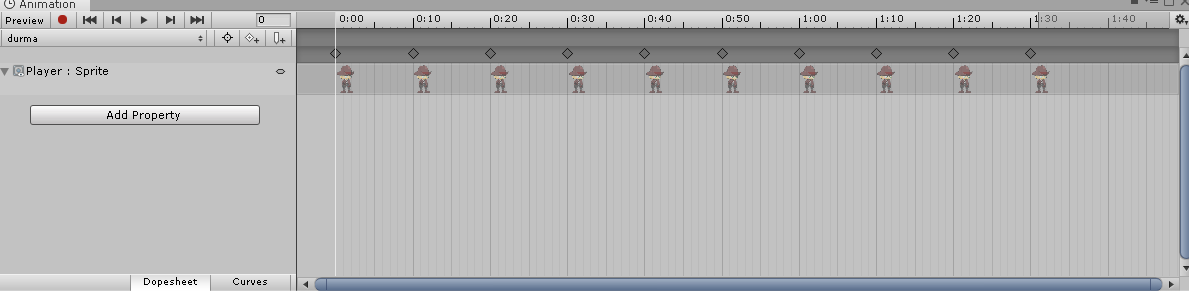 Animation
Preview 0 0:00 0:10 0:20 0:30 0:40 0:50 1:00 1:10 1:20 1:30 1:40
durma
Player : Sprite
Add Property
Dopesheet Curves